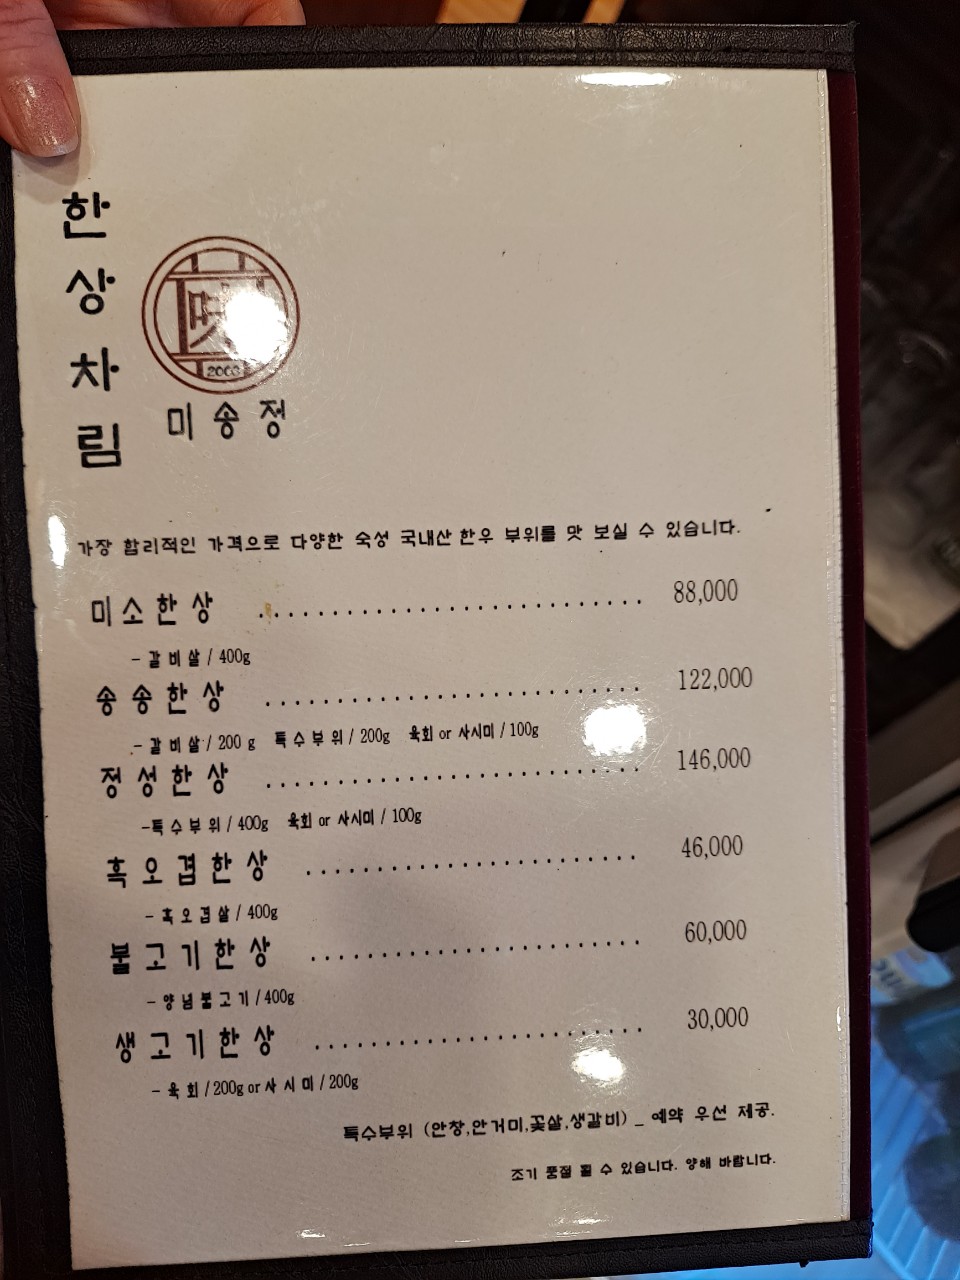 한상차림
2003
미송정
가장 합리적인 가격으로 다양한 숙성 국내산 한우 부위를 맛 보실 수 있습니다.
미소한상 ........................... 88,000
- 갈비살 / 400g
송송한상 ........................... 122,000
- 갈비살 / 200 g 특수부위 / 200g 육회 or 사시미 / 100g
정성한상 ........................... 146,000
-특수부위 / 400g 육회 or 사시미 / 100g
흑오겹한상 ........................ 46,000
- 흑오겹살 / 400g
불고기한상 ........................ 60,000
- 양념불고기 / 400g
생고기한상 ........................ 30,000
- 육회 / 200g or 사시미 / 200g
특수부위 (안창,안거미,꽃살,생갈비) _ 예약 우선 제공.
조기 품절 될 수 있습니다. 양해 바랍니다.